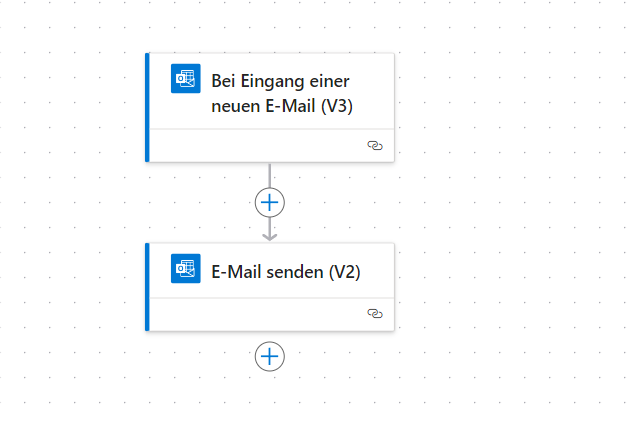 Bei Eingang einer
neuen E-Mail (V3)
E-Mail senden (V2)